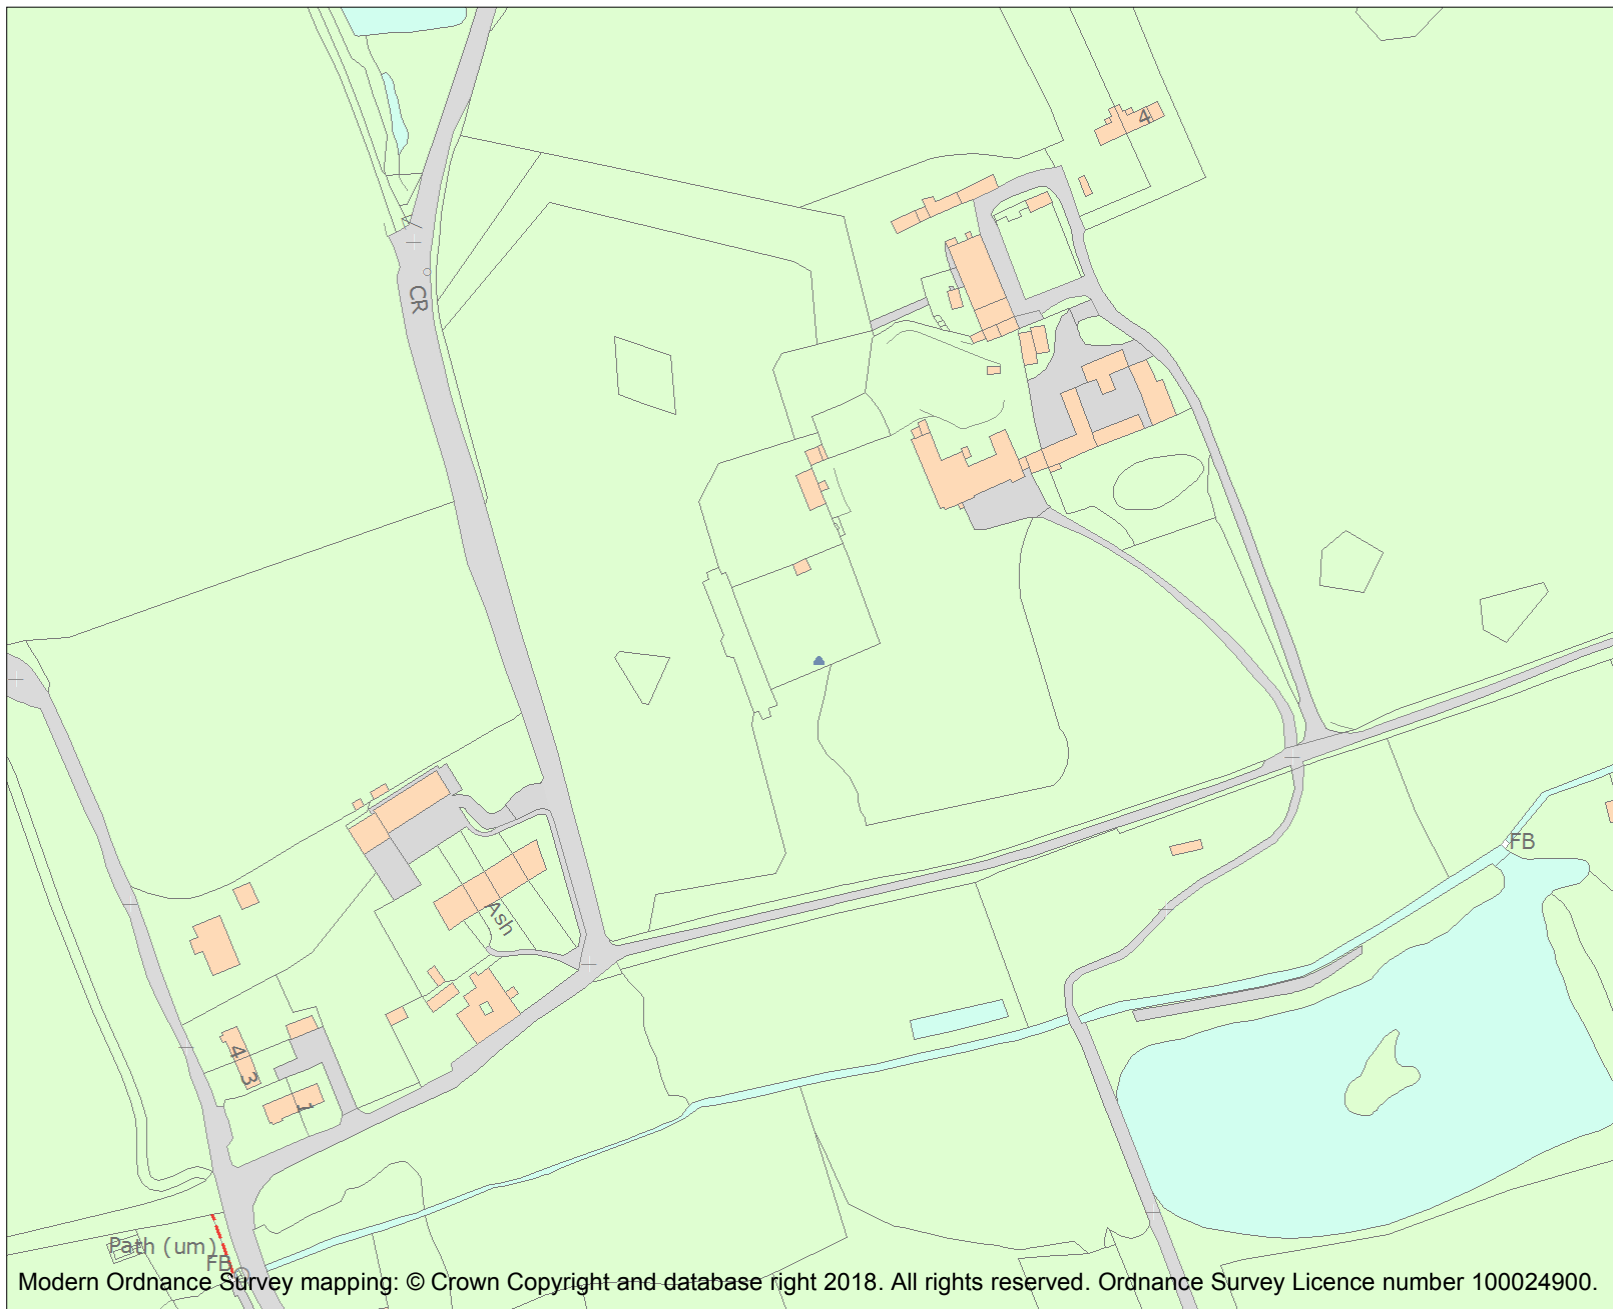 4
CR
FB
Ash
4
3
1
Path (um)
FB
Modern Ordnance Survey mapping: © Crown Copyright and database right 2018. All rights reserved. Ordnance Survey Licence number 100024900.